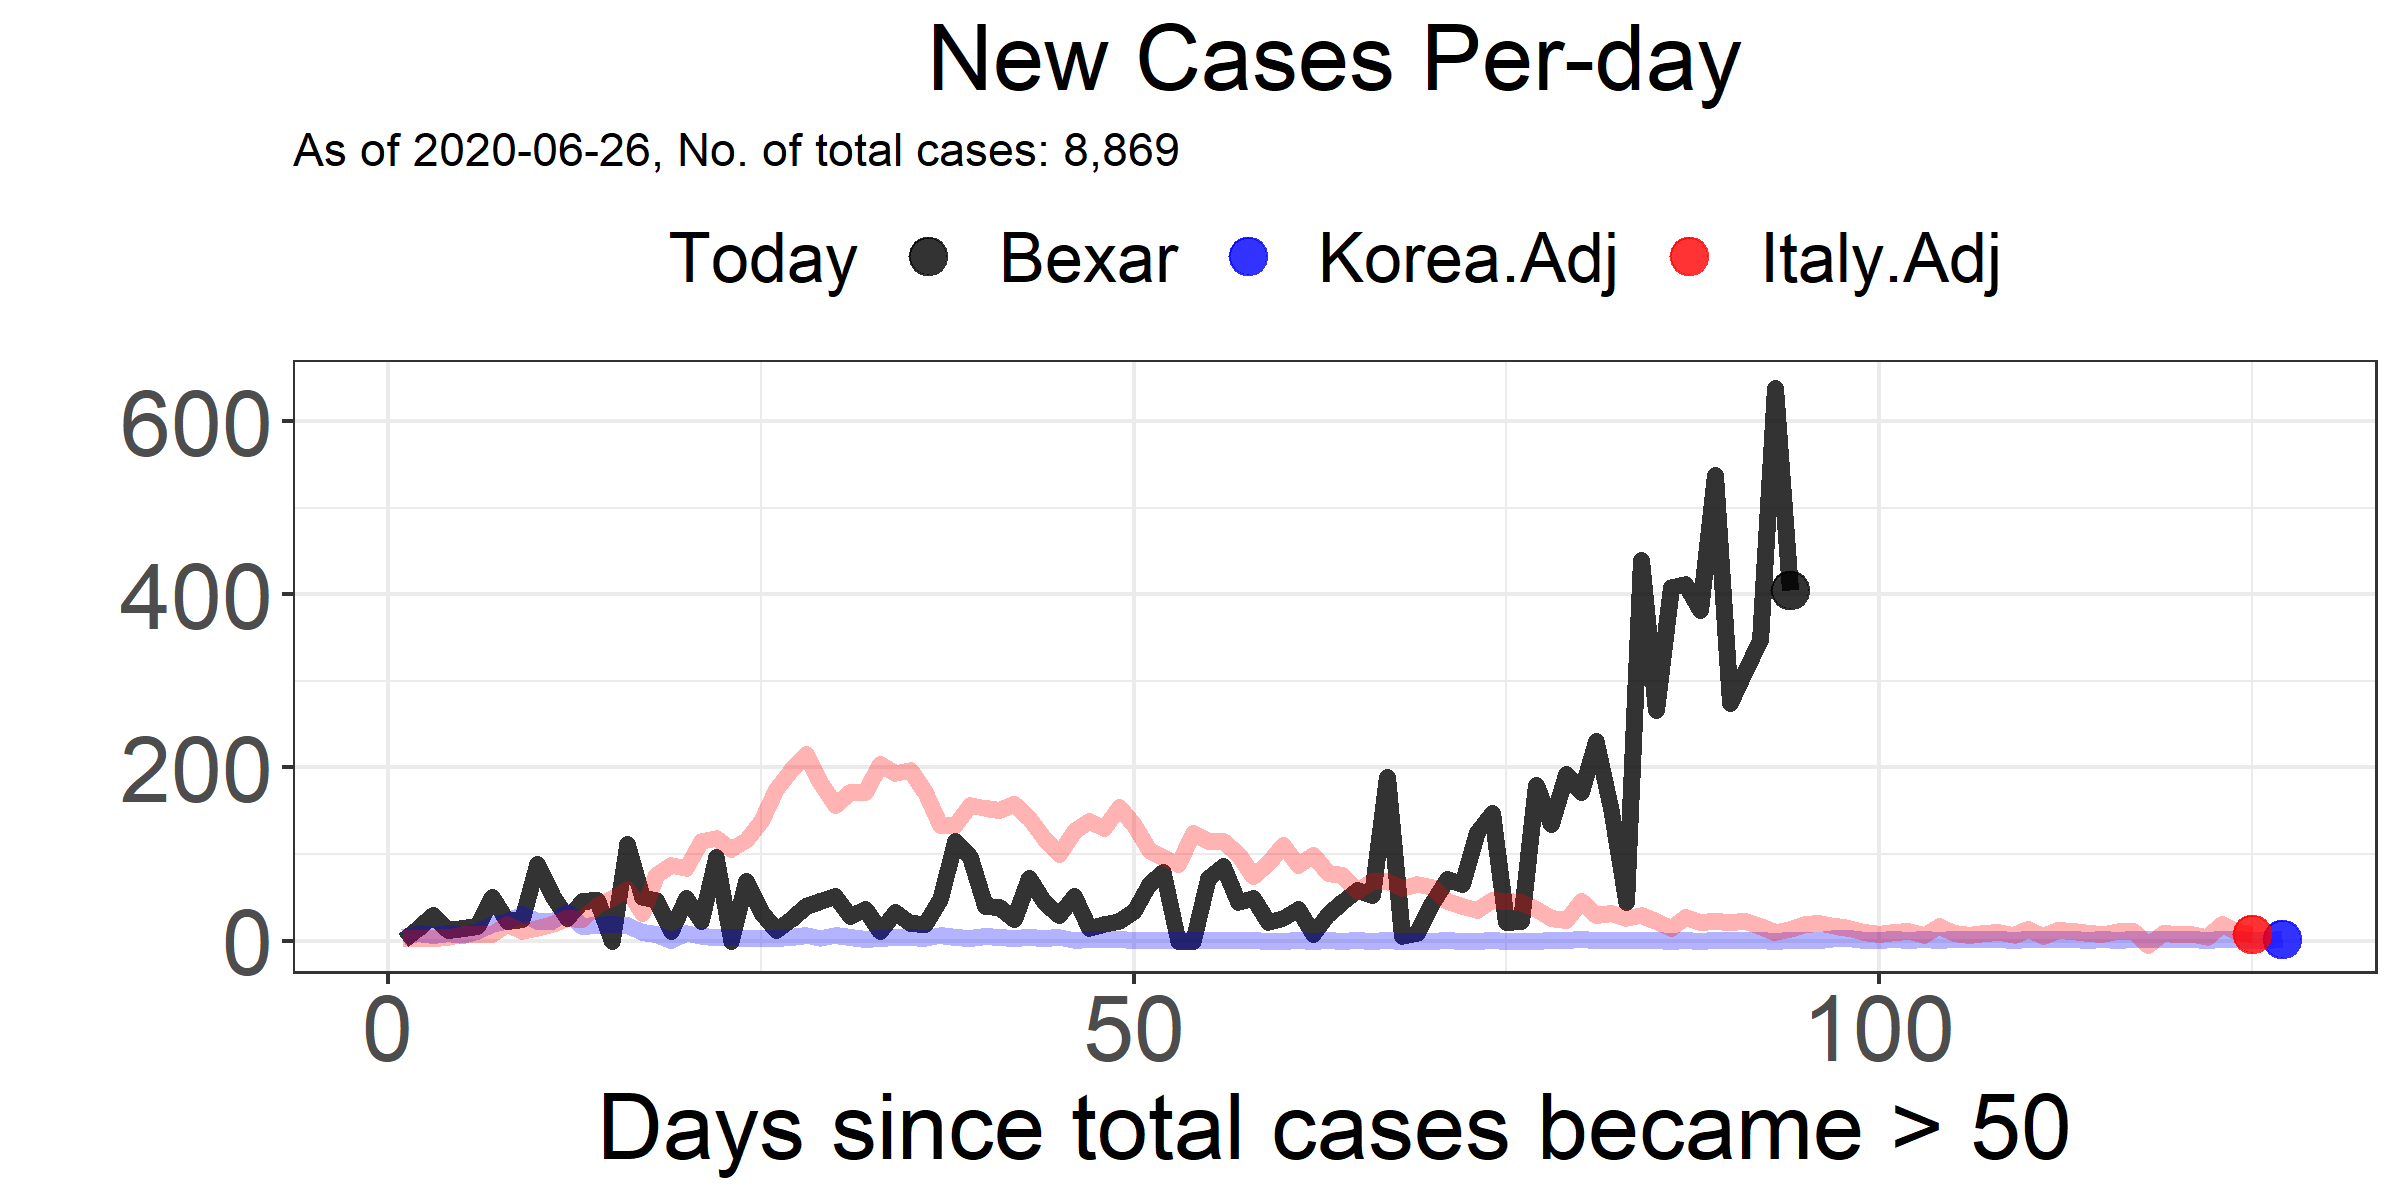 New Cases Per-day
As of 2020-06-26, No. of total cases: 8,869
Today Bexar Korea.Adj Italy.Adj
600
400
200
0
0 50 100
Days since total cases became > 50